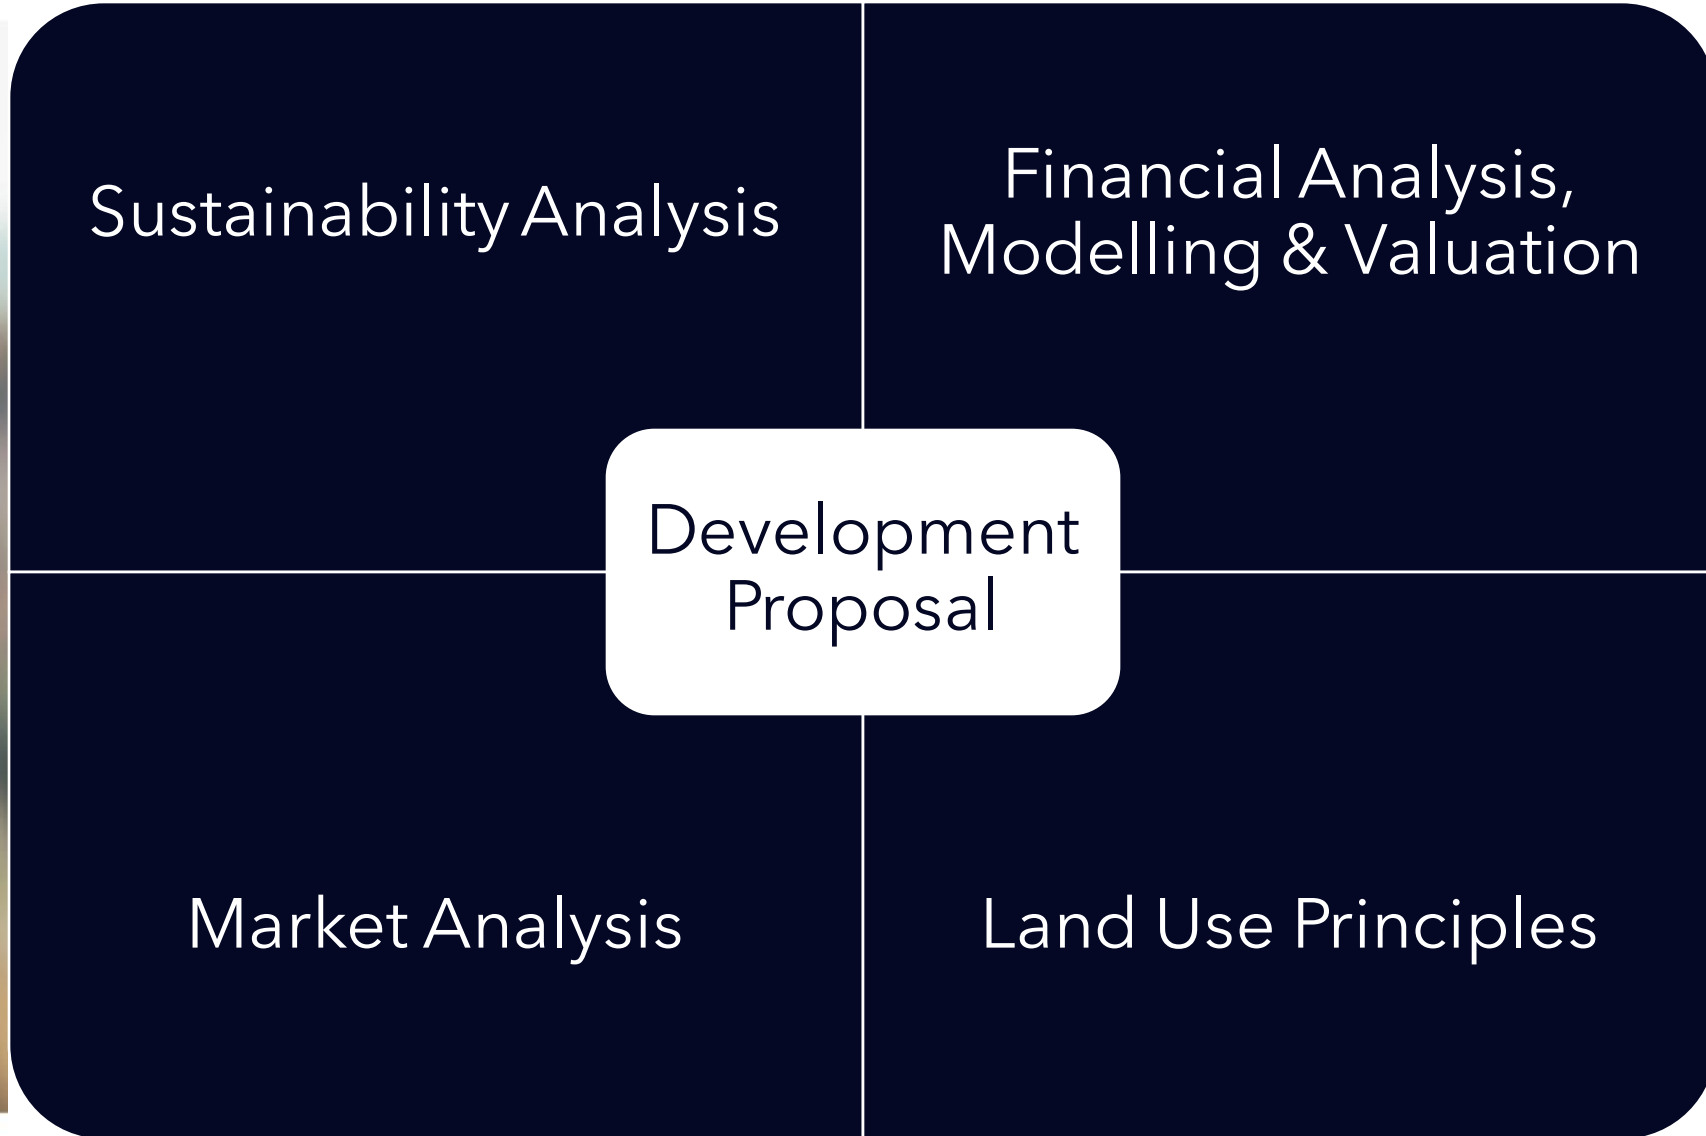 Sustainability Analysis
Financial Analysis,
Modelling & Valuation
Development
Proposal
Market Analysis
Land Use Principles